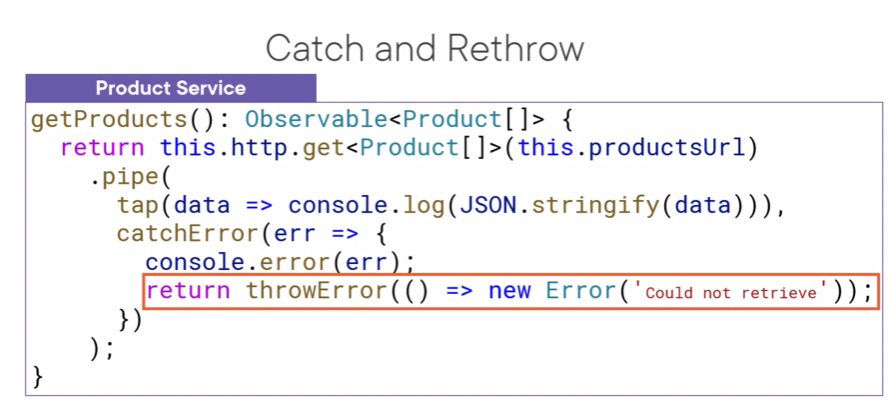 Catch and Rethrow
Product Service
getProducts(): Observable<Product[]> {
  return this.http.get<Product[]>(this.productsUrl)
    .pipe(
      tap(data => console.log(JSON.stringify(data))),
      catchError(err => {
        console.error(err);
        return throwError(() => new Error('Could not retrieve'));
      })
    );
}